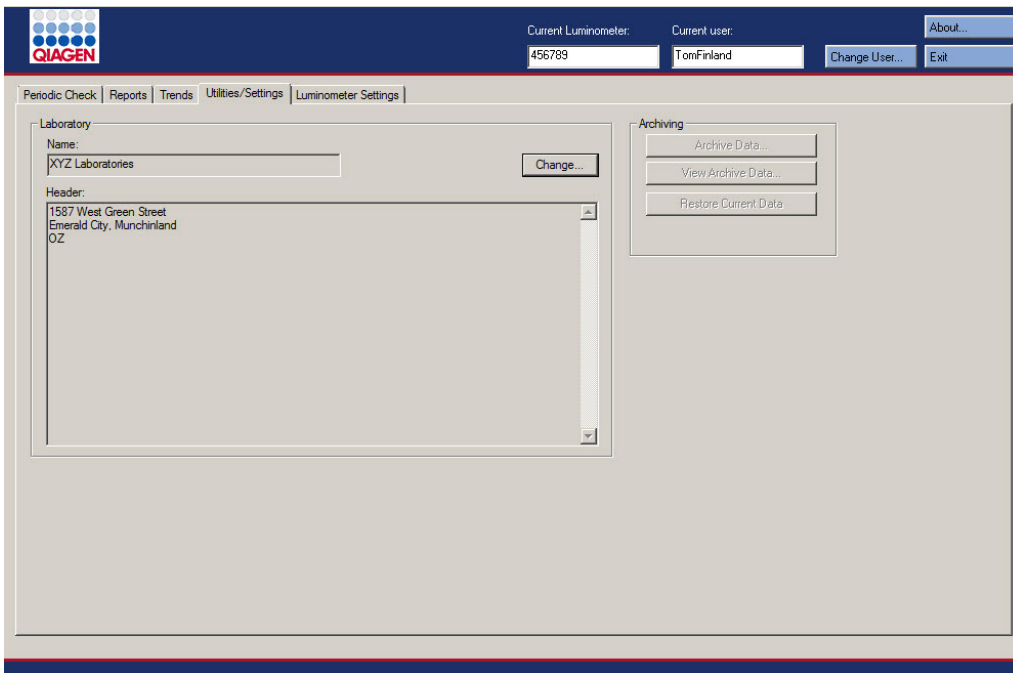 QIAGEN
Current Luminometer:
456789
Current user:
TomFinland
Change User...
About...
Exit
Periodic Check
Reports
Trends
Utilities/Settings
Luminometer Settings
Laboratory
Name:
XYZ Laboratories
Change...
Header:
1587 West Green Street
Emerald City, Munchinland
OZ
Archiving
Archive Data...
View Archive Data...
Restore Current Data